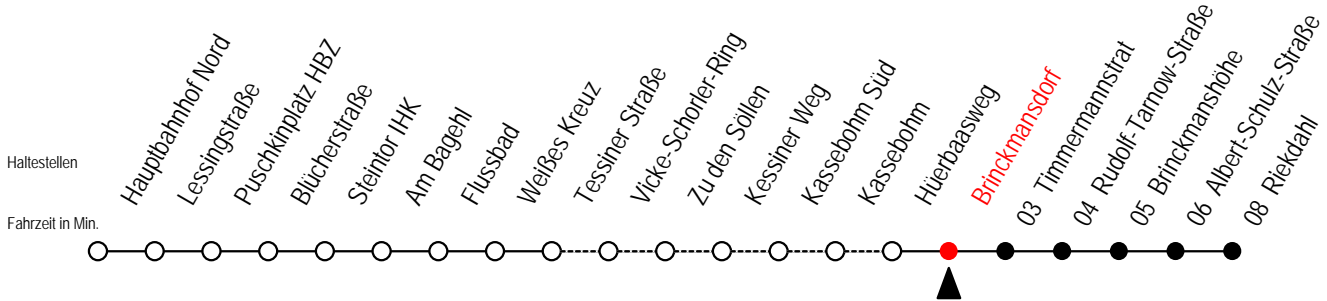 Haltestellen
Fahrzeit in Min.
Hauptbahnhof Nord
Lessingstraße
Puschkinplatz HBZ
Blücherstraße
Steintor IHK
Am Bagehl
Flussbad
Weißes Kreuz
Tessiner Straße
Vicke-Schorler-Ring
Zu den Söllen
Kessiner Weg
Kassebohm Süd
Kassebohm
Hüerbaasweg
Brinckmansdorf
03 Timmermannstrat
04 Rudolf-Tarnow-Straße
05 Brinckmanshöhe
06 Albert-Schulz-Straße
08 Riekdahl